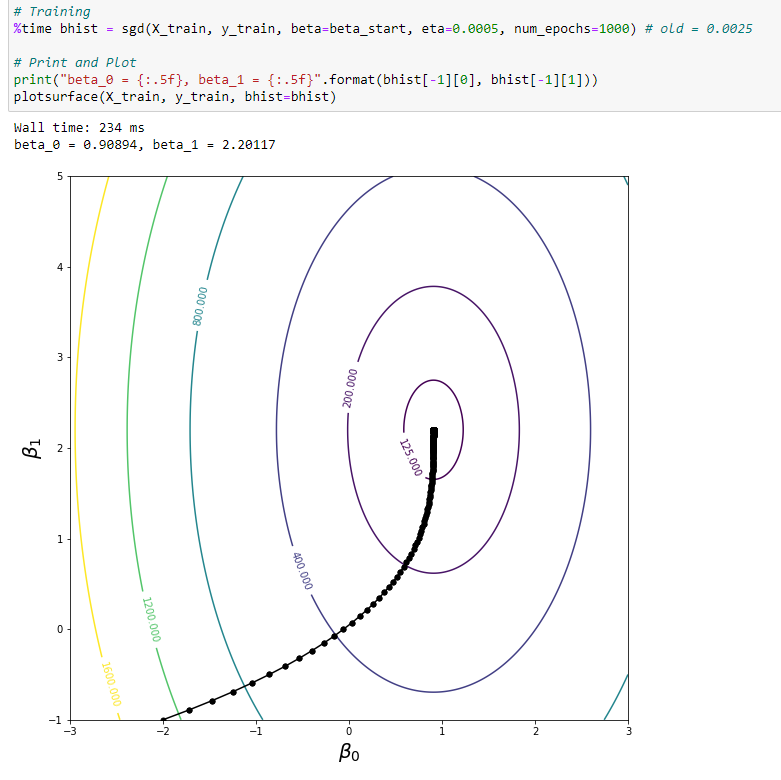 # Training
%time bhist = sgd(X_train, y_train, beta=beta_start, eta=0.0005, num_epochs=1000) # old = 0.0025
# Print and Plot
print("beta_0 = {:.5f}, beta_1 = {:.5f}".format(bhist[-1][0], bhist[-1][1]))
plotsurface(X_train, y_train, bhist=bhist)
Wall time: 234 ms
beta_0 = 0.90894, beta_1 = 2.20117
5
4
3
2
1
0
−1
β₁
800.000
200.000
125.000
400.000
1200.000
1600.000
−3
−2
−1
0
1
2
3
β₀